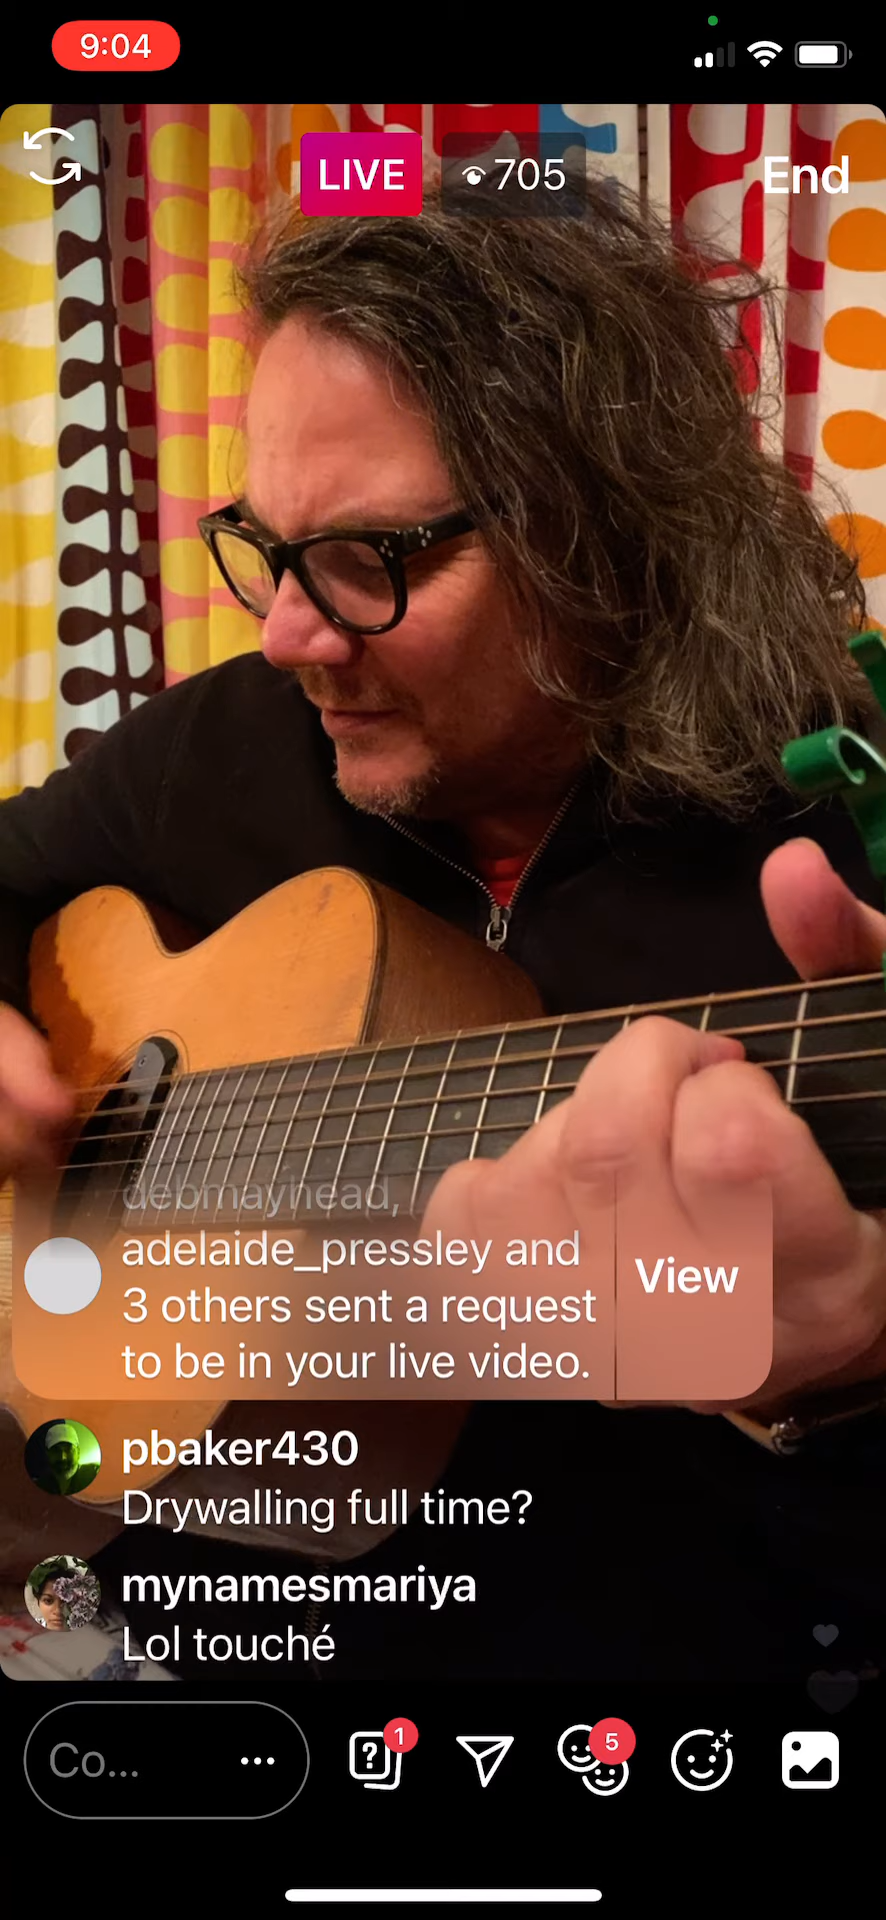 9:04
LIVE
705
End
debmayhead,
adelaide_pressley and
3 others sent a request
to be in your live video.
View
pbaker430
Drywalling full time?
mynamesmariya
Lol touché
Co...
1
5